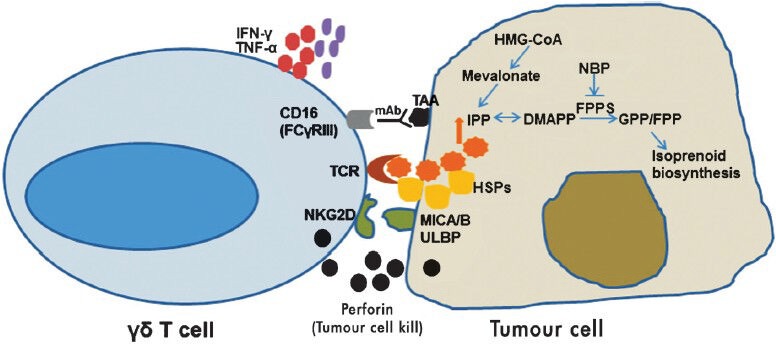 IFN-γ
TNF-α
HMG-CoA
Mevalonate
NBP
CD16
(FCγRIII)
mAb
TAA
IPP
DMAPP
FPPS
GPP/FPP
Isoprenoid
biosynthesis
TCR
HSPs
NKG2D
MICA/B
ULBP
Perforin
(Tumour cell kill)
γδ T cell
Tumour cell